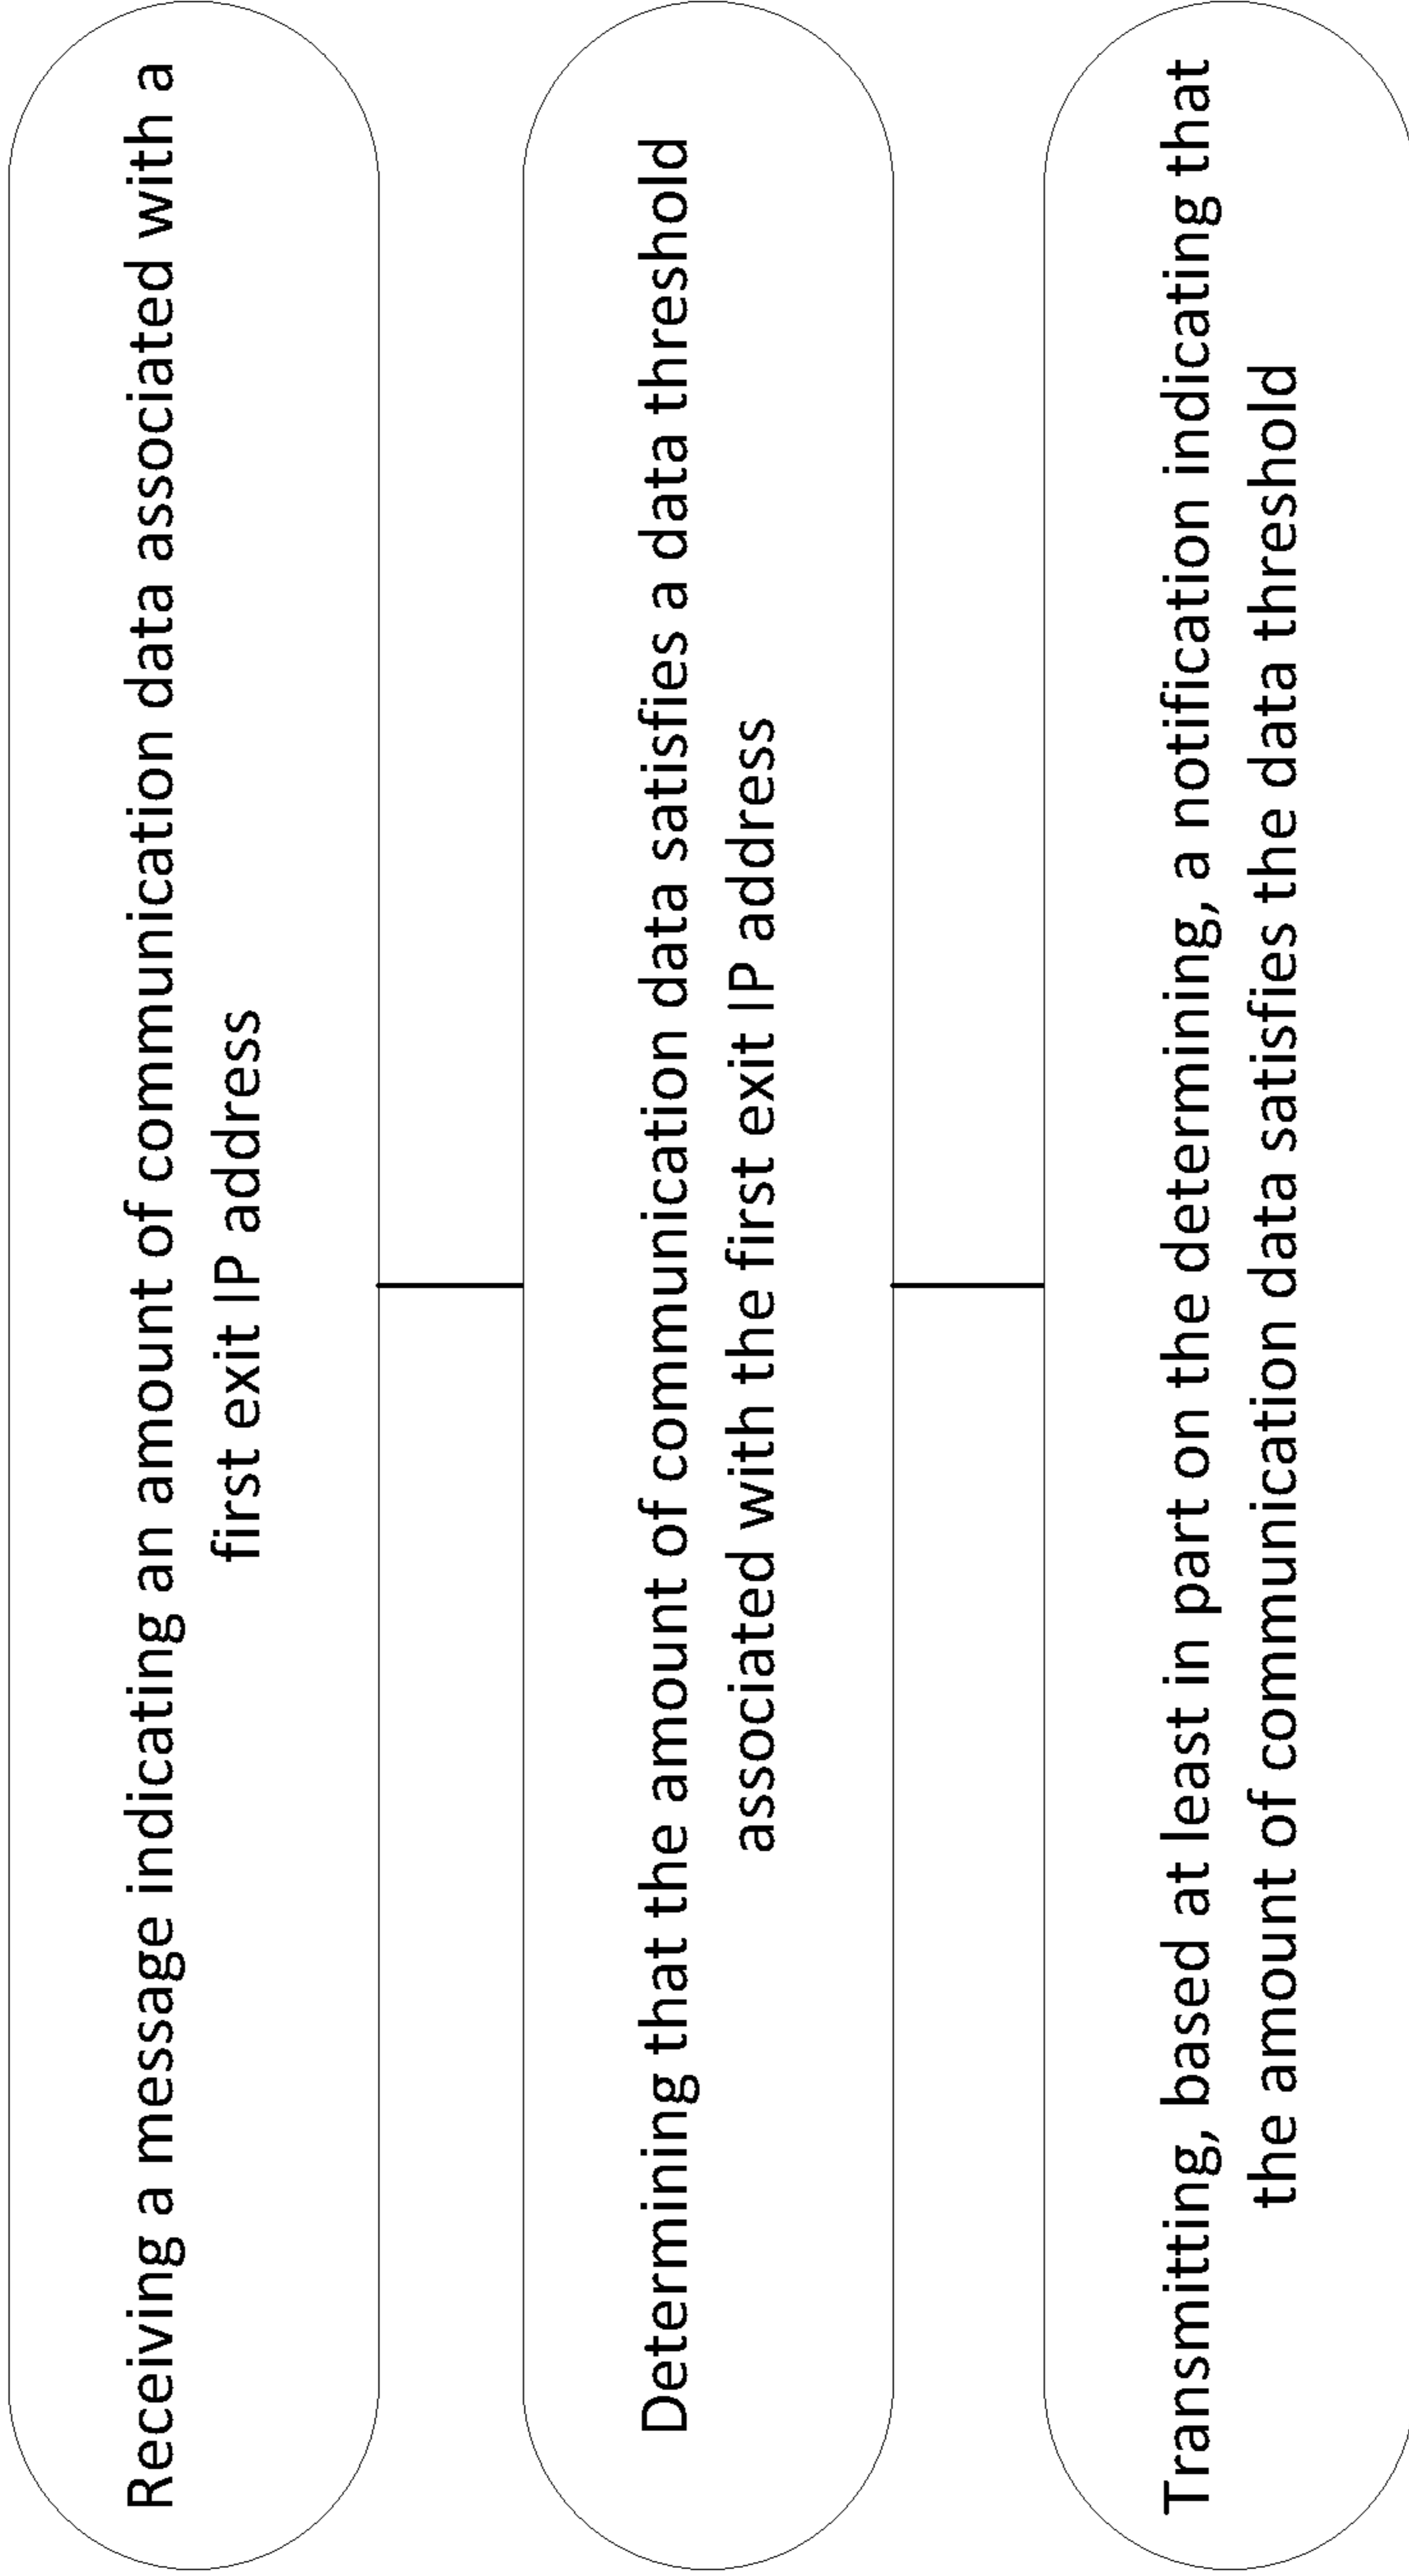 Receiving a message indicating an amount of communication data associated with a
first exit IP address
Determining that the amount of communication data satisfies a data threshold
associated with the first exit IP address
Transmitting, based at least in part on the determining, a notification indicating that
the amount of communication data satisfies the data threshold